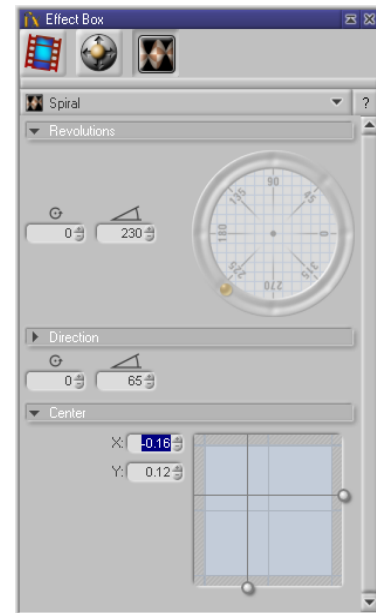 Effect Box
Spiral
?
Revolutions
0 230
90
135 45
180 0
225 315
270
Direction
0 65
Center
X: -0.16
Y: 0.12